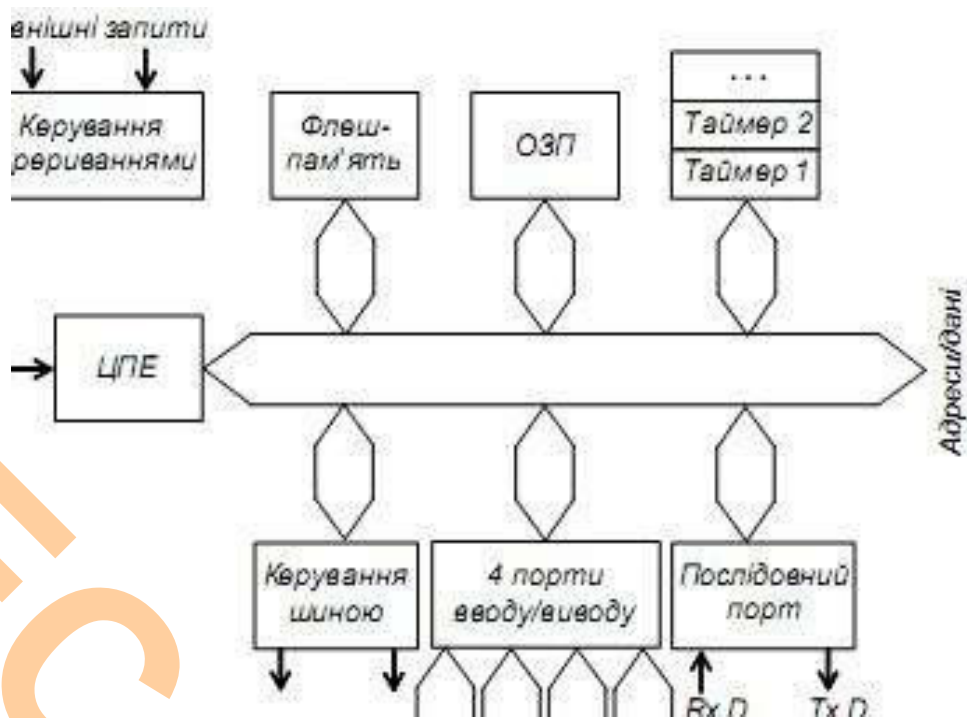 внішні запити
Керування
рериваннями
Флеш-
пам'ять
ОЗП
...
Таймер 2
Таймер 1
ЦПЕ
Адреси/дані
Керування
шиною
4 порти
вводу/виводу
Послідовний
порт
Rx D
Tx D